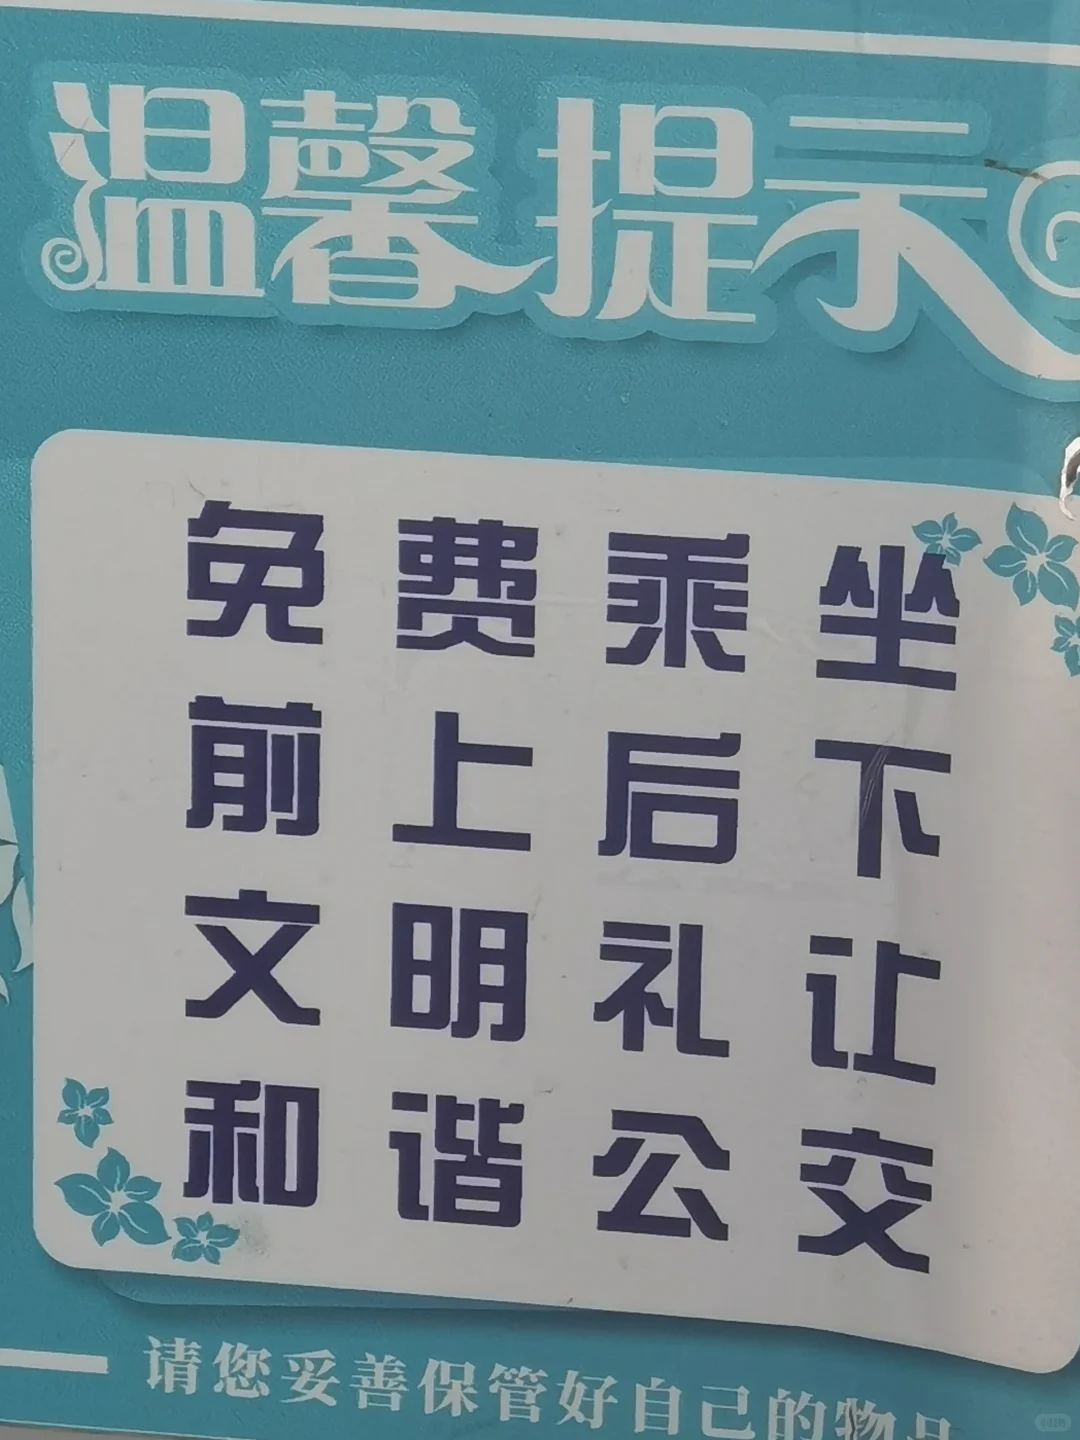 温馨提示
免费乘坐
前上后下
文明礼让
和谐公交
请您妥善保管好自己的物品